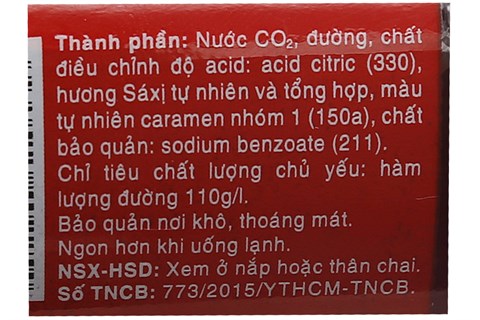 Thành phần: Nước CO₂, đường, chất
điều chỉnh độ acid: acid citric (330),
hương Sáxị tự nhiên và tổng hợp, màu
tự nhiên caramen nhóm 1 (150a), chất
bảo quản: sodium benzoate (211).
Chỉ tiêu chất lượng chủ yếu: hàm
lượng đường 110g/l.
Bảo quản nơi khô, thoáng mát.
Ngon hơn khi uống lạnh.
NSX-HSD: Xem ở nắp hoặc thân chai.
Số TNCB: 773/2015/YTHCM-TNCB.